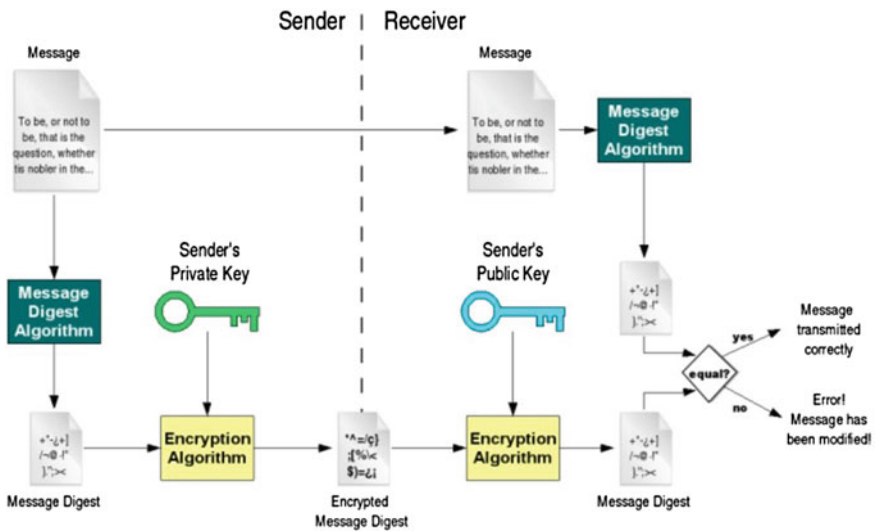 Sender
Receiver
Message
Message
To be, or not to
be, that is the
question, whether
tis nobler in the...
To be, or not to
be, that is the
question, whether
tis nobler in the...
Message
Digest
Algorithm
Sender's
Private Key
Sender's
Public Key
Message
Digest
Algorithm
+*-¿+]
/¬@·!"
}.";><
yes
Message
transmitted
correctly
equal?
no
Error!
Message has
been modified!
+*-¿+]
/¬@·!"
}.";><
Encryption
Algorithm
*^=/ç}
;[%\<
$)=¿¡
Encryption
Algorithm
+*-¿+]
/¬@·!"
}.";><
Message Digest
Encrypted
Message Digest
Message Digest